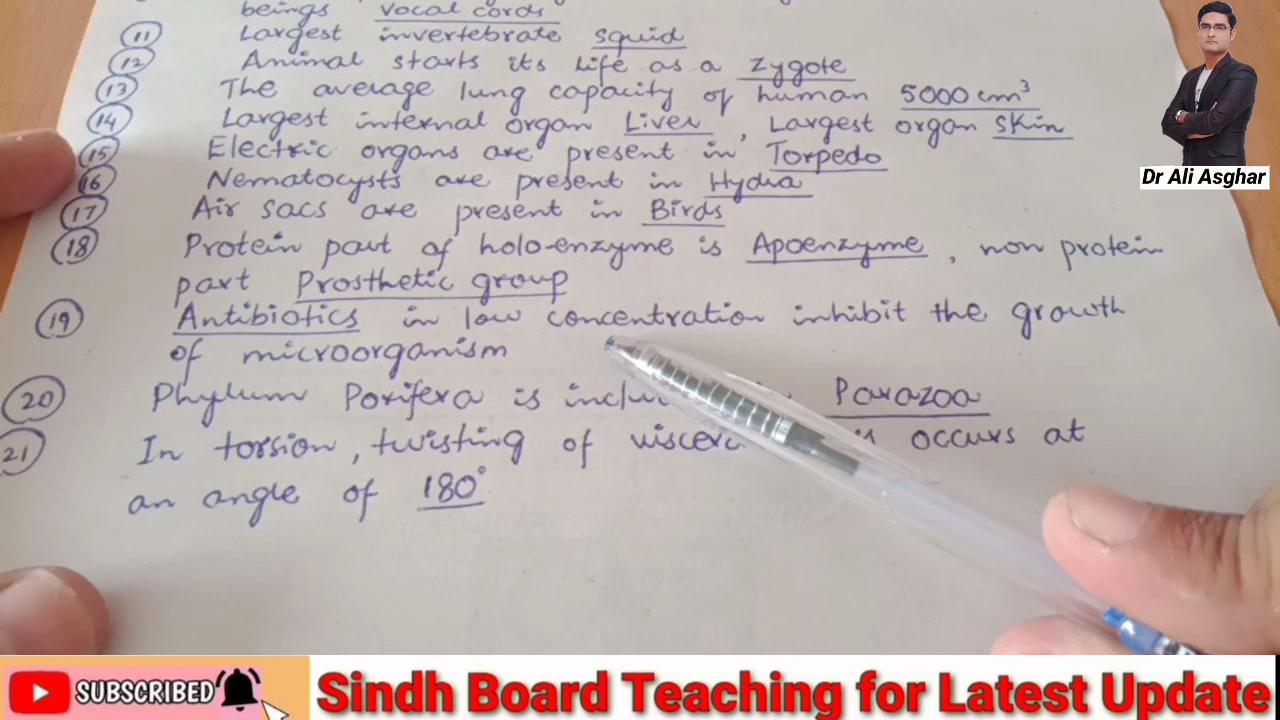 beings vocal cords
(11) Largest invertebrate squid
(12) Animal starts its life as a zygote
(13) The average lung capacity of human 5000 cm³
(14) Largest internal organ Liver, Largest organ skin
(15) Electric organs are present in Torpedo
(16) Nematocysts are present in Hydra
(17) Air sacs are present in Birds
(18) Protein part of holo-enzyme is Apoenzyme, non protein
part Prosthetic group
(19) Antibiotics in low concentration inhibit the growth
of microorganism
(20) Phylum Porifera is Parazoa
(21) In torsion, twisting of occurs at
an angle of 180°
Dr Ali Asghar
SUBSCRIBED
Sindh Board Teaching for Latest Update